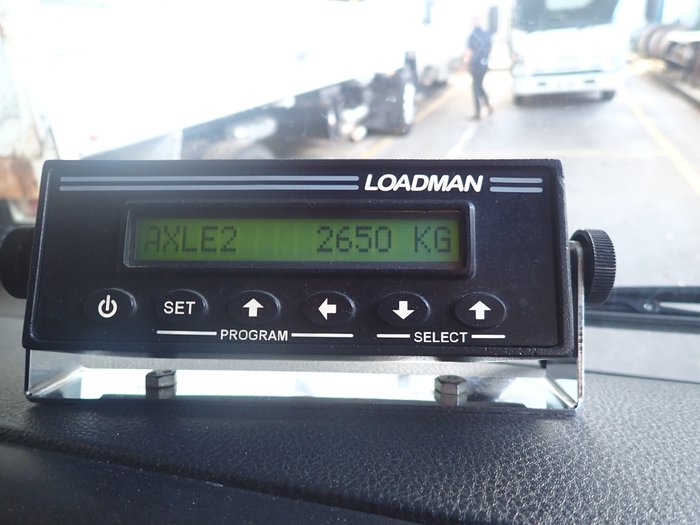 LOADMAN
AXLE2 2650 KG
SET
PROGRAM
SELECT